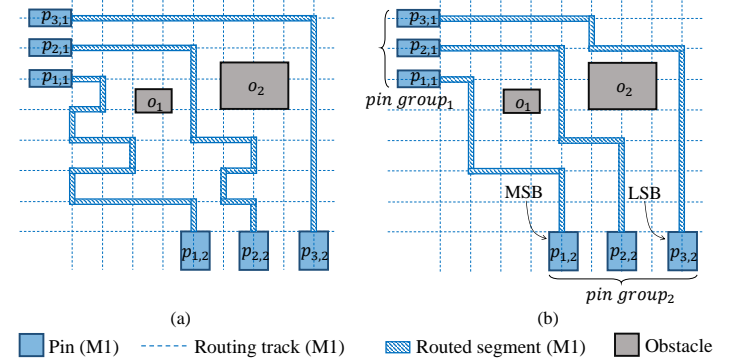 p₃,₁
p₂,₁
p₁,₁
o₁
o₂
p₁,₂
p₂,₂
p₃,₂
(a)
p₃,₁
p₂,₁
p₁,₁
pin group₁
o₁
o₂
MSB
LSB
p₁,₂
p₂,₂
p₃,₂
pin group₂
(b)
Pin (M1) Routing track (M1) Routed segment (M1) Obstacle